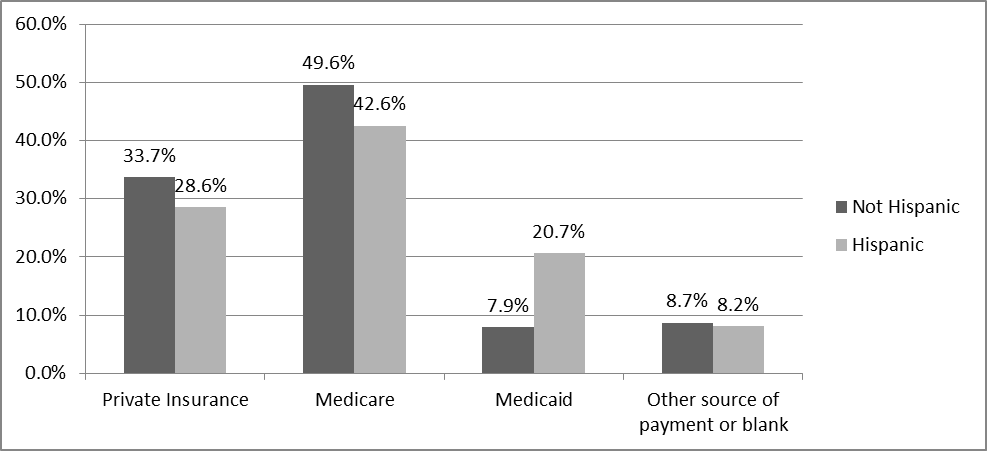 60.0%
50.0%
40.0%
30.0%
20.0%
10.0%
0.0%
33.7%
28.6%
49.6%
42.6%
7.9%
20.7%
8.7%
8.2%
Private Insurance
Medicare
Medicaid
Other source of
payment or blank
Not Hispanic
Hispanic